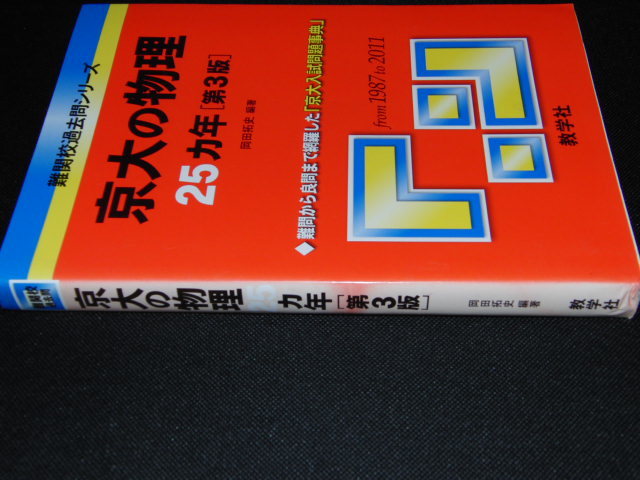 難関校過去問シリーズ
京大の物理
25カ年[第3版]
岡田拓史 編著
◆難問から良問まで網羅した「京大入試問題事典」
from 1987 to 2011
教学社
難関校
過去問
京大の物理25カ年[第3版]
岡田拓史 編著
教学社